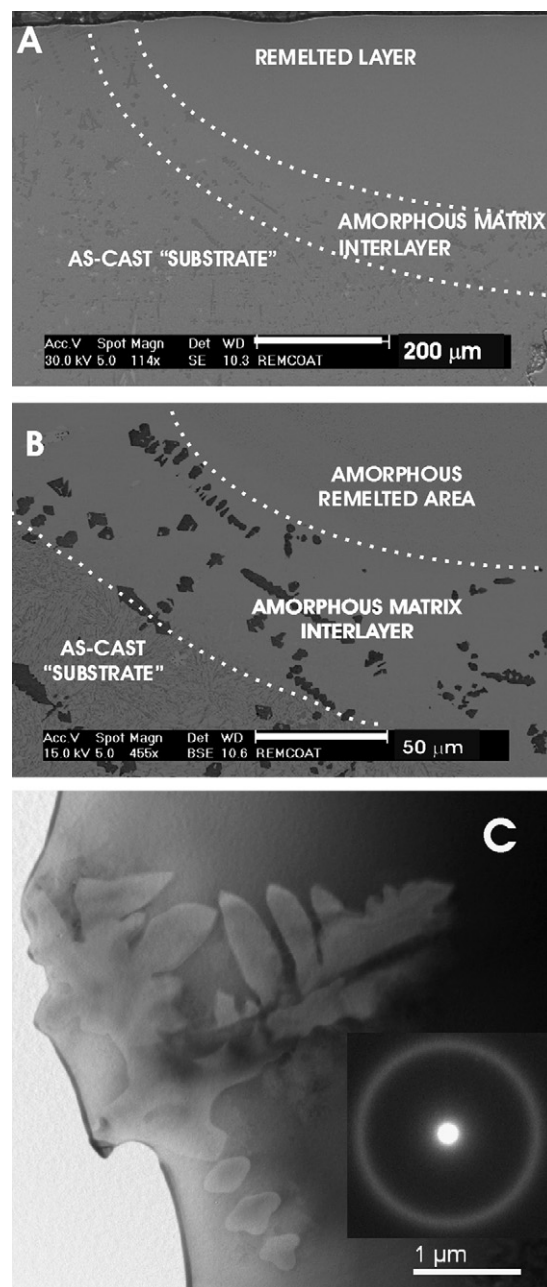 A
REMELTED LAYER
AMORPHOUS MATRIX
INTERLAYER
AS-CAST “SUBSTRATE”
Acc.V Spot Magn Det WD
30.0 kV 5.0 114x SE 10.3 REMCOAT
200 µm
B
AMORPHOUS
REMELTED AREA
AMORPHOUS MATRIX
INTERLAYER
AS-CAST
“SUBSTRATE”
Acc.V Spot Magn Det WD
15.0 kV 5.0 455x BSE 10.6 REMCOAT
50 µm
C
1 µm